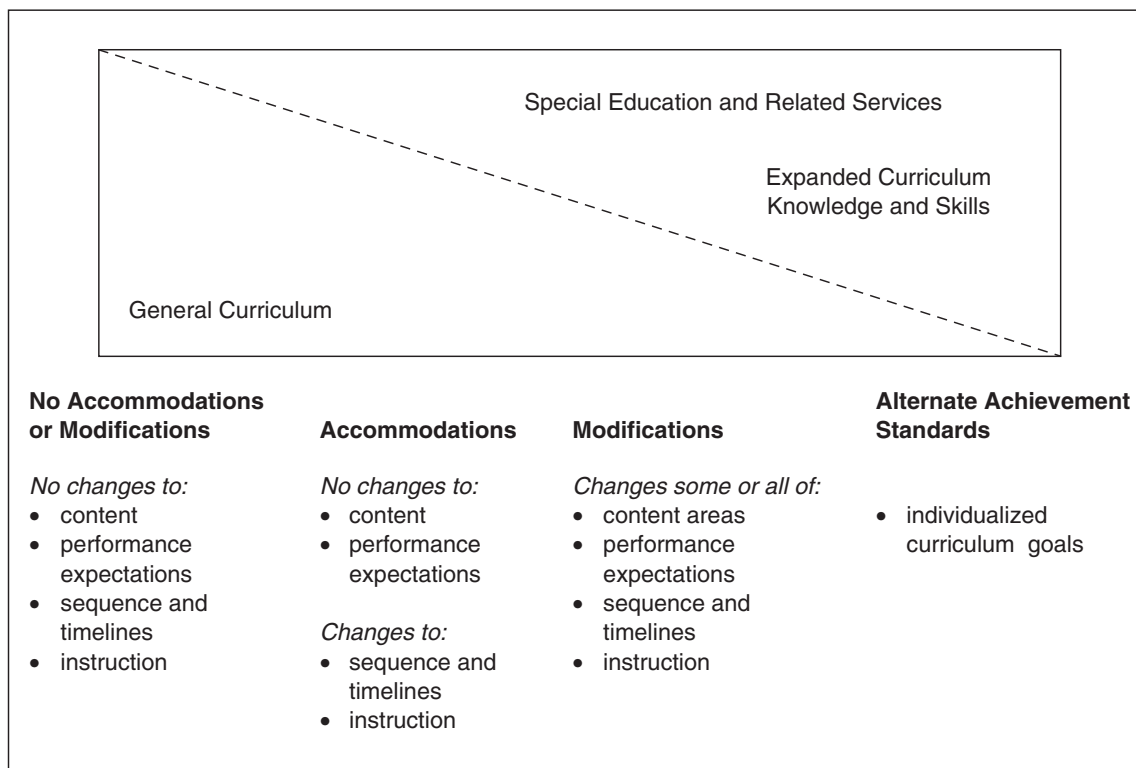 Special Education and Related Services
Expanded Curriculum
Knowledge and Skills
General Curriculum
No Accommodations
or Modifications
No changes to:
• content
• performance
expectations
• sequence and
timelines
• instruction
Accommodations
No changes to:
• content
• performance
expectations
Changes to:
• sequence and
timelines
• instruction
Modifications
Changes some or all of:
• content areas
• performance
expectations
• sequence and
timelines
• instruction
Alternate Achievement
Standards
• individualized
curriculum goals